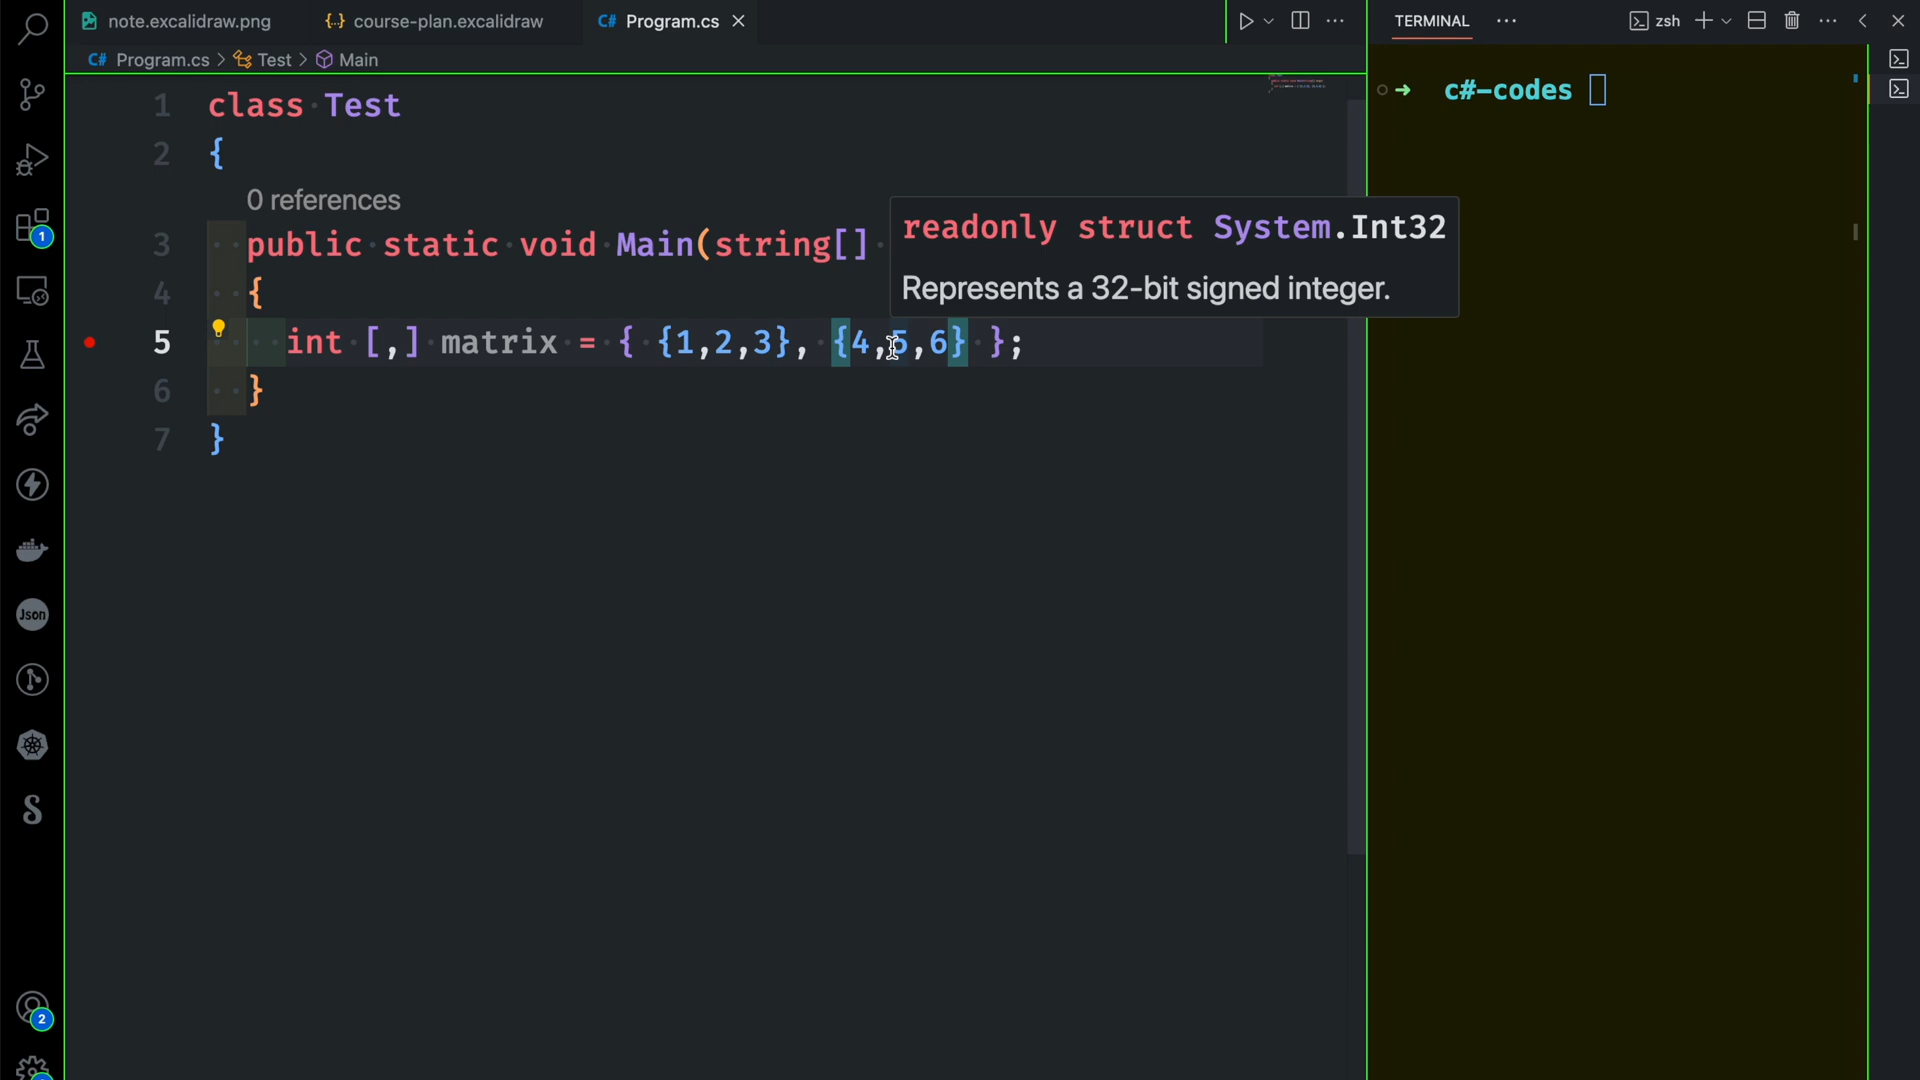 note.excalidraw.png {..} course-plan.excalidraw C# Program.cs
TERMINAL ··· zsh
C# Program.cs > Test > Main
c#-codes
1 class Test
2 {
0 references
3 public static void Main(string[]
readonly struct System.Int32
Represents a 32-bit signed integer.
4 {
5 int [,] matrix = { {1,2,3}, {4,5,6} };
6 }
7 }
1
Json
2